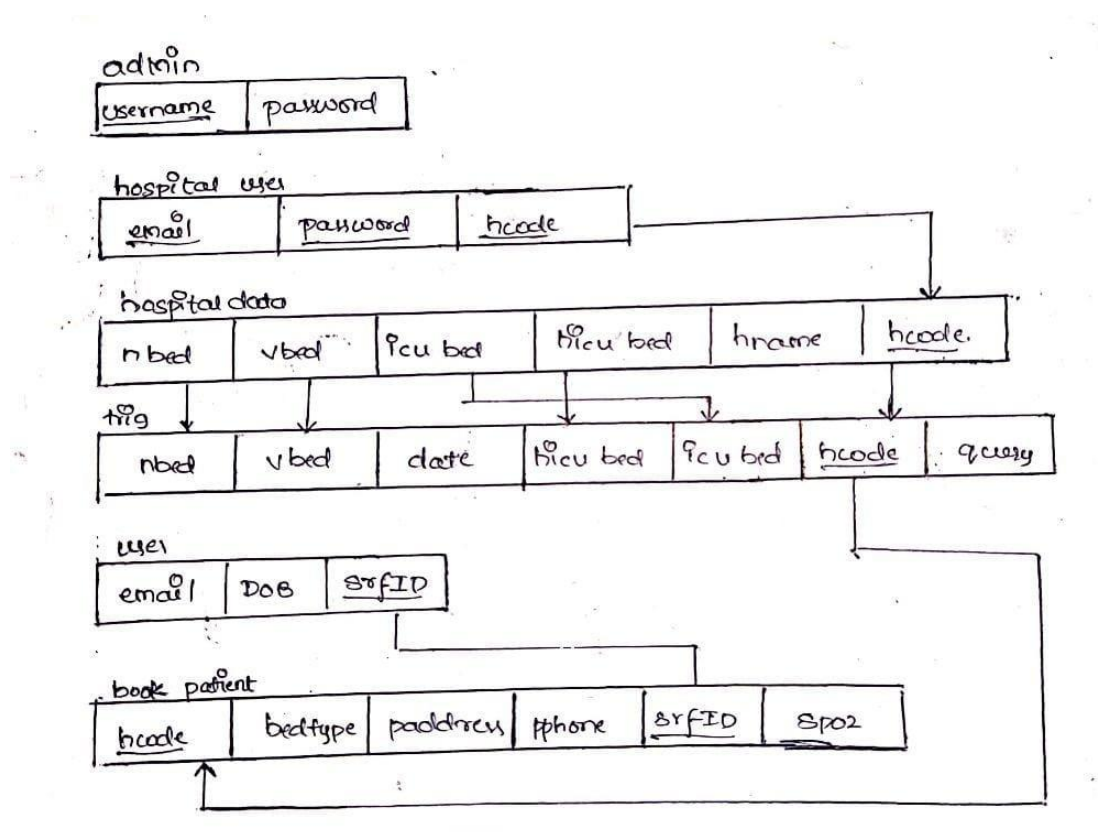 admin
username password
hospital user
email password hcode
hospital data
nbed vbed icu bed hicu bed hname hcode.
trig
nbed vbed date hicu bed icu bed hcode query
user
email DOB srfID
book patient
hcode bedtype paddress pphone srfID spo2